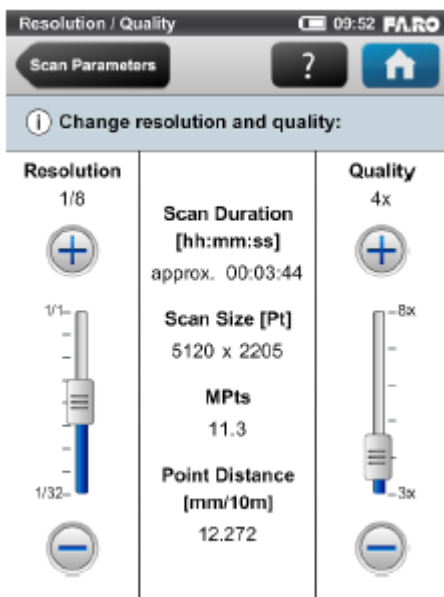 Resolution / Quality 09:52 FARO
Scan Parameters ?
i Change resolution and quality:
Resolution
1/8
1/1
1/32
Scan Duration
[hh:mm:ss]
approx. 00:03:44
Scan Size [Pt]
5120 x 2205
MPts
11.3
Point Distance
[mm/10m]
12.272
Quality
4x
8x
3x